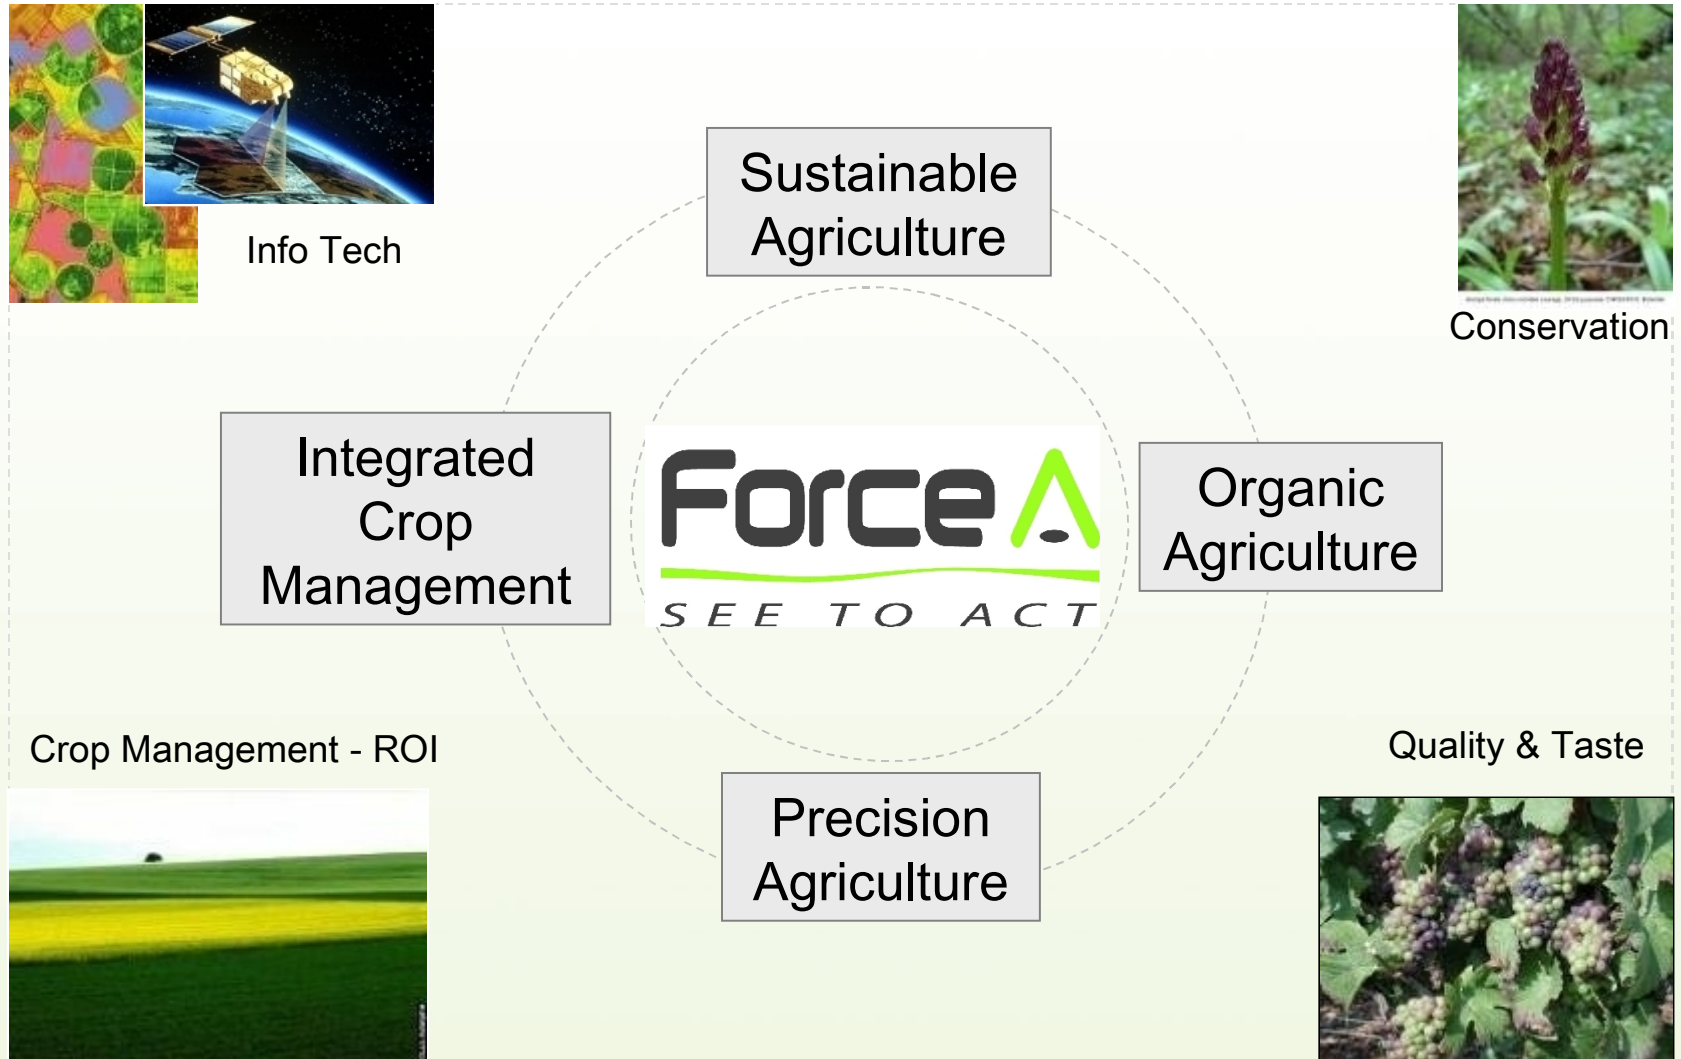 Info Tech
Sustainable
Agriculture
Conservation
Integrated
Crop
Management
Force A
SEE TO ACT
Organic
Agriculture
Crop Management - ROI
Quality & Taste
Precision
Agriculture